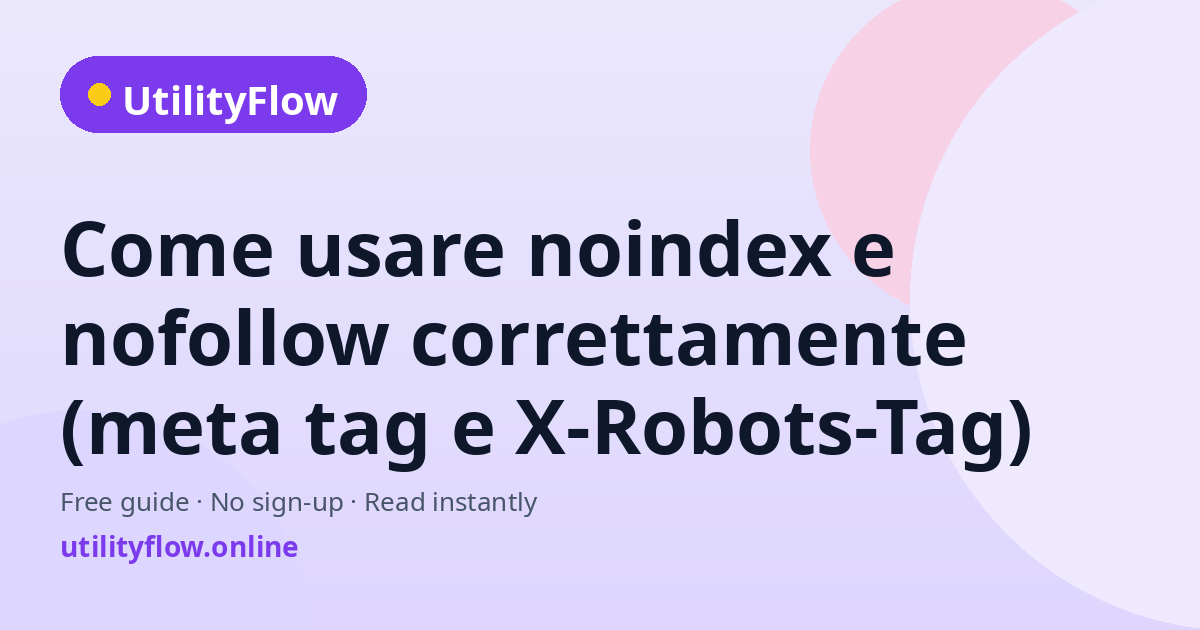 UtilityFlow
Come usare noindex e
nofollow correttamente
(meta tag e X-Robots-Tag)
Free guide · No sign-up · Read instantly
utilityflow.online